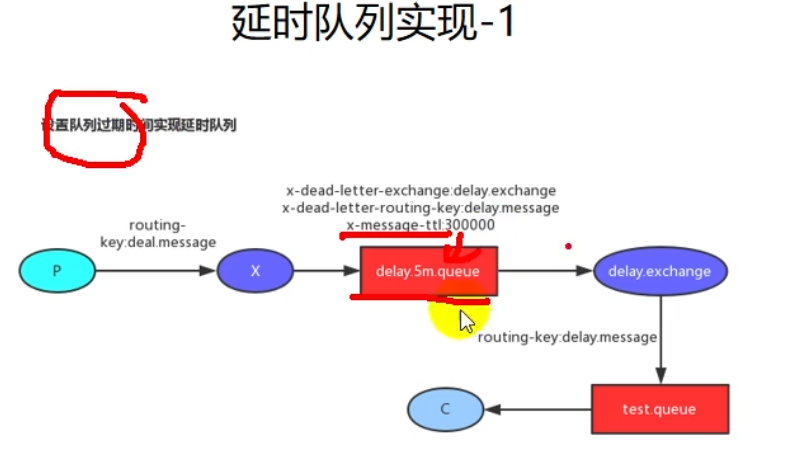 延时队列实现-1
设置队列过期时间实现延时队列
x-dead-letter-exchange:delay.exchange
x-dead-letter-routing-key:delay.message
x-message-ttl:300000
routing-
key:deal.message
P
X
delay.5m.queue
delay.exchange
routing-key:delay.message
C
test.queue